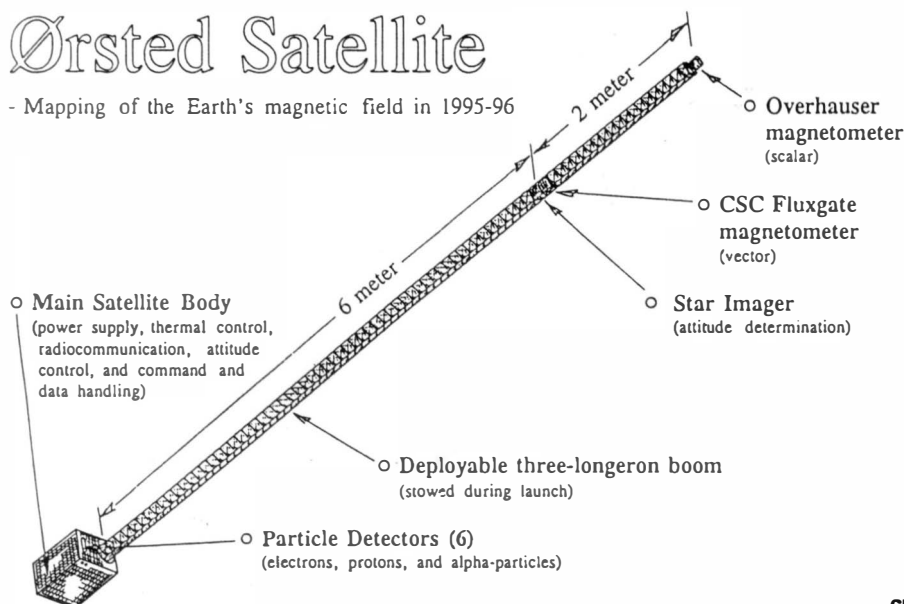 Ørsted Satellite
- Mapping of the Earth's magnetic field in 1995-96
2 meter
○ Overhauser
magnetometer
(scalar)
○ CSC Fluxgate
magnetometer
(vector)
6 meter
○ Star Imager
(attitude determination)
○ Main Satellite Body
(power supply, thermal control,
radiocommunication, attitude
control, and command and
data handling)
○ Deployable three-longeron boom
(stowed during launch)
○ Particle Detectors (6)
(electrons, protons, and alpha-particles)